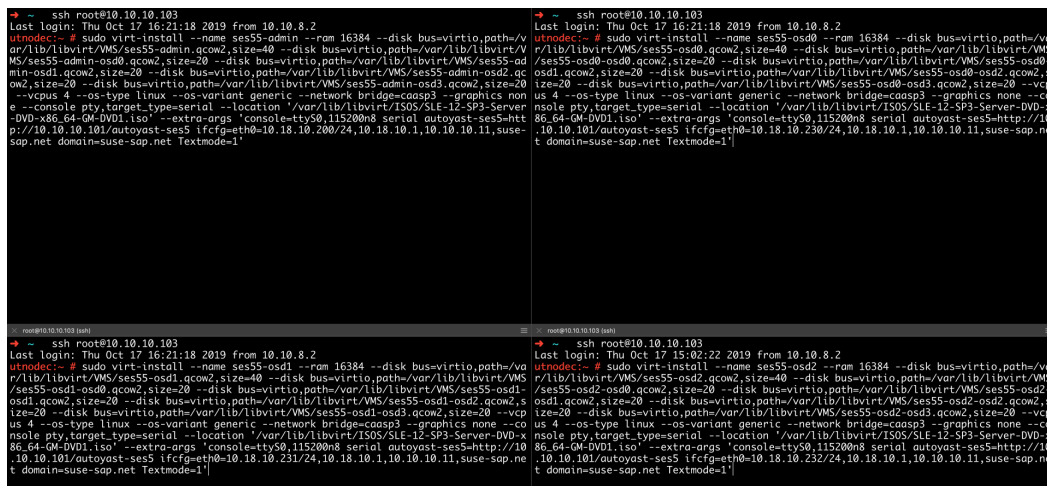 ➜ ~ ssh root@10.10.10.103
Last login: Thu Oct 17 16:21:18 2019 from 10.10.8.2
utnodec:~ # sudo virt-install --name ses55-admin --ram 16384 --disk bus=virtio,path=/v
ar/lib/libvirt/VMS/ses55-admin.qcow2,size=40 --disk bus=virtio,path=/var/lib/libvirt/V
MS/ses55-admin-osd0.qcow2,size=20 --disk bus=virtio,path=/var/lib/libvirt/VMS/ses55-ad
min-osd1.qcow2,size=20 --disk bus=virtio,path=/var/lib/libvirt/VMS/ses55-admin-osd2.qc
ow2,size=20 --disk bus=virtio,path=/var/lib/libvirt/VMS/ses55-admin-osd3.qcow2,size=20
--vcpus 4 --os-type linux --os-variant generic --network bridge=caasp3 --graphics non
e --console pty,target_type=serial --location '/var/lib/libvirt/ISOS/SLE-12-SP3-Server
-DVD-x86_64-GM-DVD1.iso' --extra-args 'console=ttyS0,115200n8 serial autoyast-ses5=htt
p://10.10.10.101/autoyast-ses5 ifcfg=eth0=10.18.10.200/24,10.18.10.1,10.10.10.11,suse-
sap.net domain=suse-sap.net Textmode=1'
➜ ~ ssh root@10.10.10.103
Last login: Thu Oct 17 16:21:18 2019 from 10.10.8.2
utnodec:~ # sudo virt-install --name ses55-osd0 --ram 16384 --disk bus=virtio,path=/va
r/lib/libvirt/VMS/ses55-osd0.qcow2,size=40 --disk bus=virtio,path=/var/lib/libvirt/VMS
/ses55-osd0-osd0.qcow2,size=20 --disk bus=virtio,path=/var/lib/libvirt/VMS/ses55-osd0-
osd1.qcow2,size=20 --disk bus=virtio,path=/var/lib/libvirt/VMS/ses55-osd0-osd2.qcow2,s
ize=20 --disk bus=virtio,path=/var/lib/libvirt/VMS/ses55-osd0-osd3.qcow2,size=20 --vcp
us 4 --os-type linux --os-variant generic --network bridge=caasp3 --graphics none --co
nsole pty,target_type=serial --location '/var/lib/libvirt/ISOS/SLE-12-SP3-Server-DVD-x
86_64-GM-DVD1.iso' --extra-args 'console=ttyS0,115200n8 serial autoyast-ses5=http://10
.10.10.101/autoyast-ses5 ifcfg=eth0=10.18.10.230/24,10.18.10.1,10.10.10.11,suse-sap.ne
t domain=suse-sap.net Textmode=1'
root@10.10.10.103 (ssh)
➜ ~ ssh root@10.10.10.103
Last login: Thu Oct 17 16:21:18 2019 from 10.10.8.2
utnodec:~ # sudo virt-install --name ses55-osd1 --ram 16384 --disk bus=virtio,path=/va
r/lib/libvirt/VMS/ses55-osd1.qcow2,size=40 --disk bus=virtio,path=/var/lib/libvirt/VMS
/ses55-osd1-osd0.qcow2,size=20 --disk bus=virtio,path=/var/lib/libvirt/VMS/ses55-osd1-
osd1.qcow2,size=20 --disk bus=virtio,path=/var/lib/libvirt/VMS/ses55-osd1-osd2.qcow2,s
ize=20 --disk bus=virtio,path=/var/lib/libvirt/VMS/ses55-osd1-osd3.qcow2,size=20 --vcp
us 4 --os-type linux --os-variant generic --network bridge=caasp3 --graphics none --co
nsole pty,target_type=serial --location '/var/lib/libvirt/ISOS/SLE-12-SP3-Server-DVD-x
86_64-GM-DVD1.iso' --extra-args 'console=ttyS0,115200n8 serial autoyast-ses5=http://10
.10.10.101/autoyast-ses5 ifcfg=eth0=10.18.10.231/24,10.18.10.1,10.10.10.11,suse-sap.ne
t domain=suse-sap.net Textmode=1'
root@10.10.10.103 (ssh)
➜ ~ ssh root@10.10.10.103
Last login: Thu Oct 17 15:02:22 2019 from 10.10.8.2
utnodec:~ # sudo virt-install --name ses55-osd2 --ram 16384 --disk bus=virtio,path=/va
r/lib/libvirt/VMS/ses55-osd2.qcow2,size=40 --disk bus=virtio,path=/var/lib/libvirt/VMS
/ses55-osd2-osd0.qcow2,size=20 --disk bus=virtio,path=/var/lib/libvirt/VMS/ses55-osd2-
osd1.qcow2,size=20 --disk bus=virtio,path=/var/lib/libvirt/VMS/ses55-osd2-osd2.qcow2,s
ize=20 --disk bus=virtio,path=/var/lib/libvirt/VMS/ses55-osd2-osd3.qcow2,size=20 --vcp
us 4 --os-type linux --os-variant generic --network bridge=caasp3 --graphics none --co
nsole pty,target_type=serial --location '/var/lib/libvirt/ISOS/SLE-12-SP3-Server-DVD-x
86_64-GM-DVD1.iso' --extra-args 'console=ttyS0,115200n8 serial autoyast-ses5=http://10
.10.10.101/autoyast-ses5 ifcfg=eth0=10.18.10.232/24,10.18.10.1,10.10.10.11,suse-sap.ne
t domain=suse-sap.net Textmode=1'